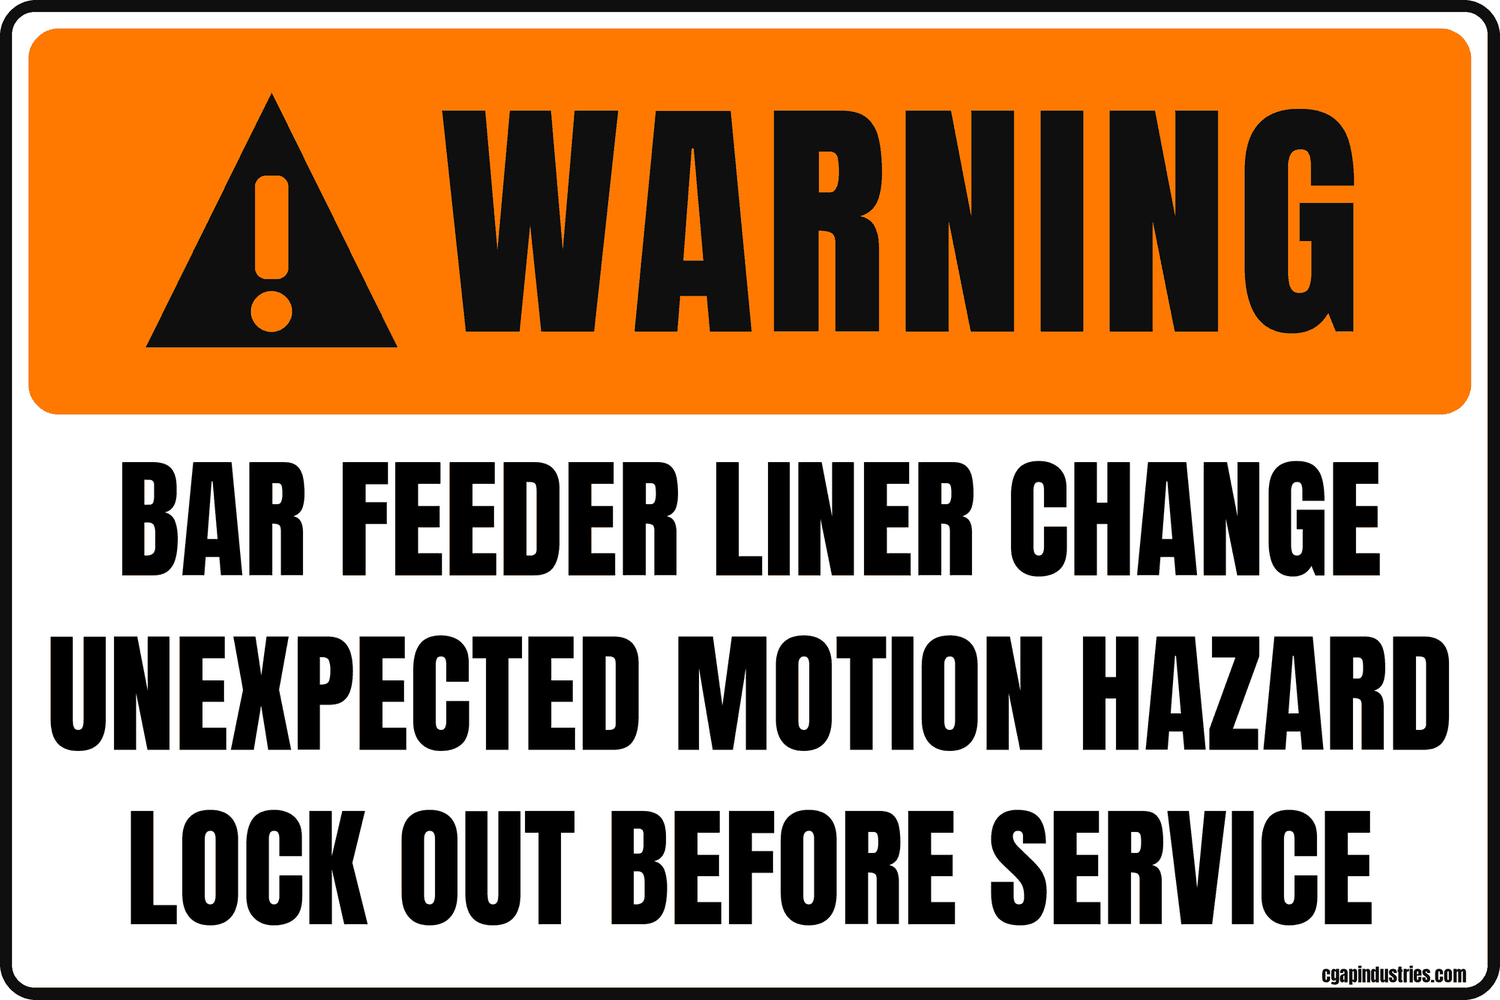 WARNING
BAR FEEDER LINER CHANGE
UNEXPECTED MOTION HAZARD
LOCK OUT BEFORE SERVICE
cgapindustries.com